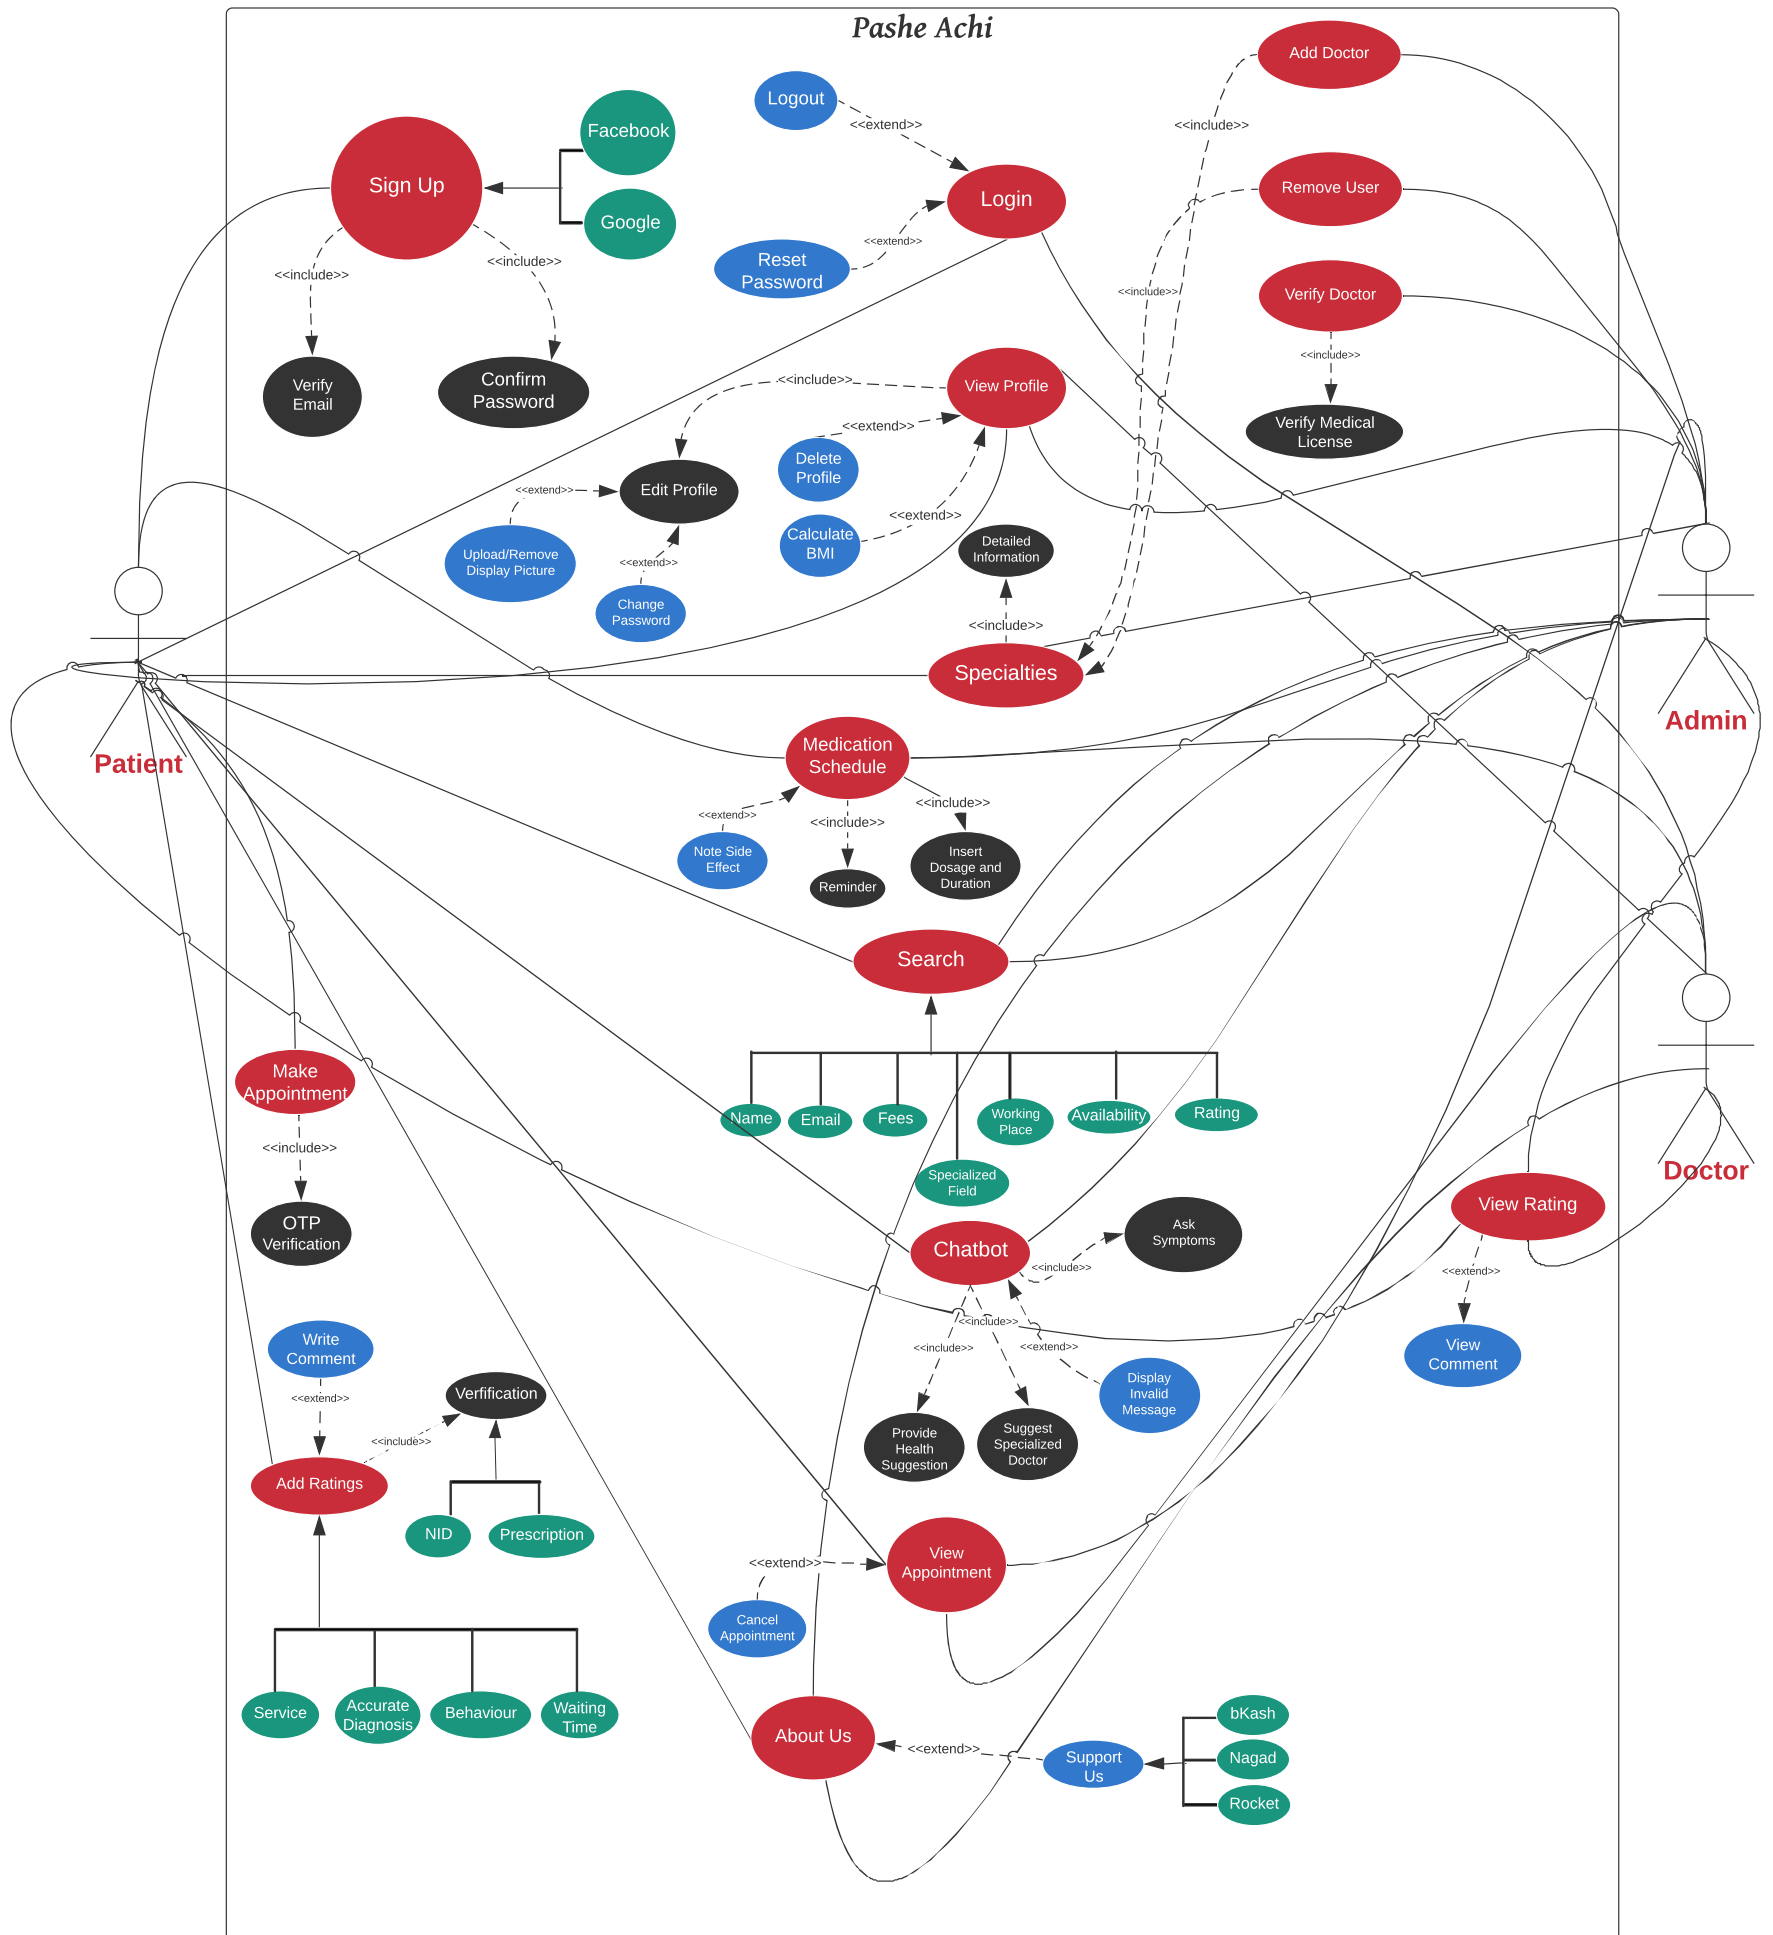 Pashe Achi
Add Doctor
Logout
<<extend>>
<<include>>
Facebook
Sign Up
Google
Login
Remove User
<<include>>
<<include>>
<<extend>>
Reset
Password
<<include>>
Verify Doctor
<<include>>
Verify
Email
Confirm
Password
<<include>>
View Profile
<<extend>>
Delete
Profile
Verify Medical
License
<<extend>>
Edit Profile
<<extend>>
Calculate
BMI
Detailed
Information
Upload/Remove
Display Picture
<<extend>>
Change
Password
<<include>>
Specialties
Admin
Patient
Medication
Schedule
<<extend>>
<<include>>
<<include>>
Note Side
Effect
Reminder
Insert
Dosage and
Duration
Search
Make
Appointment
Name
Email
Fees
Working
Place
Availability
Rating
<<include>>
Specialized
Field
Doctor
View Rating
OTP
Verification
Chatbot
Ask
Symptoms
<<include>>
<<extend>>
<<include>>
<<include>>
<<extend>>
Write
Comment
View
Comment
<<extend>>
Verfification
Display
Invalid
Message
<<include>>
Provide
Health
Suggestion
Suggest
Specialized
Doctor
Add Ratings
NID
Prescription
<<extend>>
View
Appointment
Cancel
Appointment
Service
Accurate
Diagnosis
Behaviour
Waiting
Time
About Us
<<extend>>
Support
Us
bKash
Nagad
Rocket